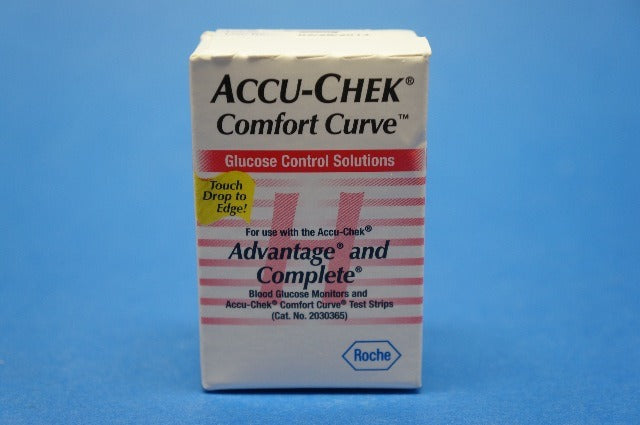 ACCU-CHEK®
Comfort Curve™
Glucose Control Solutions
Touch
Drop to
Edge!
For use with the Accu-Chek®
Advantage® and
Complete®
Blood Glucose Monitors and
Accu-Chek® Comfort Curve® Test Strips
(Cat. No. 2030365)
Roche